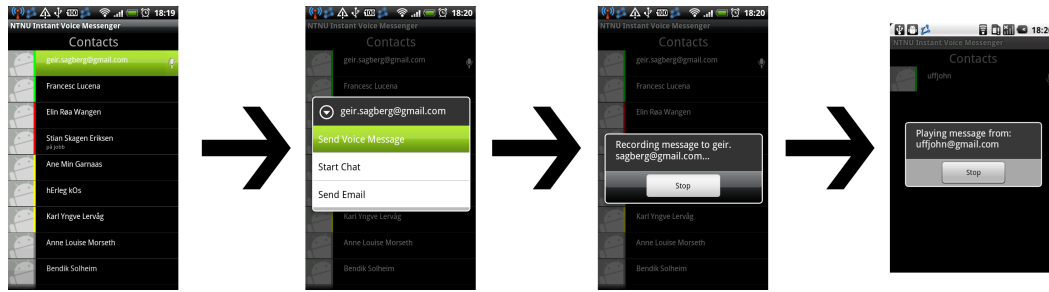 18:19
NTNU Instant Voice Messenger
Contacts
geir.sagberg@gmail.com
Francesc Lucena
Elin Røa Wangen
Stian Skagen Eriksen
på jobb
Ane Min Garnaas
hErleg kOs
Karl Yngve Lervåg
Anne Louise Morseth
Bendik Solheim
18:20
NTNU Instant Voice Messenger
Contacts
geir.sagberg@gmail.com
Francesc Lucena
geir.sagberg@gmail.com
Send Voice Message
Start Chat
Send Email
Karl Yngve Lervåg
Anne Louise Morseth
Bendik Solheim
18:20
NTNU Instant Voice Messenger
Contacts
geir.sagberg@gmail.com
Francesc Lucena
Elin Røa Wangen
Recording message to geir.
sagberg@gmail.com...
Stop
Karl Yngve Lervåg
Anne Louise Morseth
Bendik Solheim
18:20
NTNU Instant Voice Messenger
Contacts
uffjohn
Playing message from:
uffjohn@gmail.com
Stop